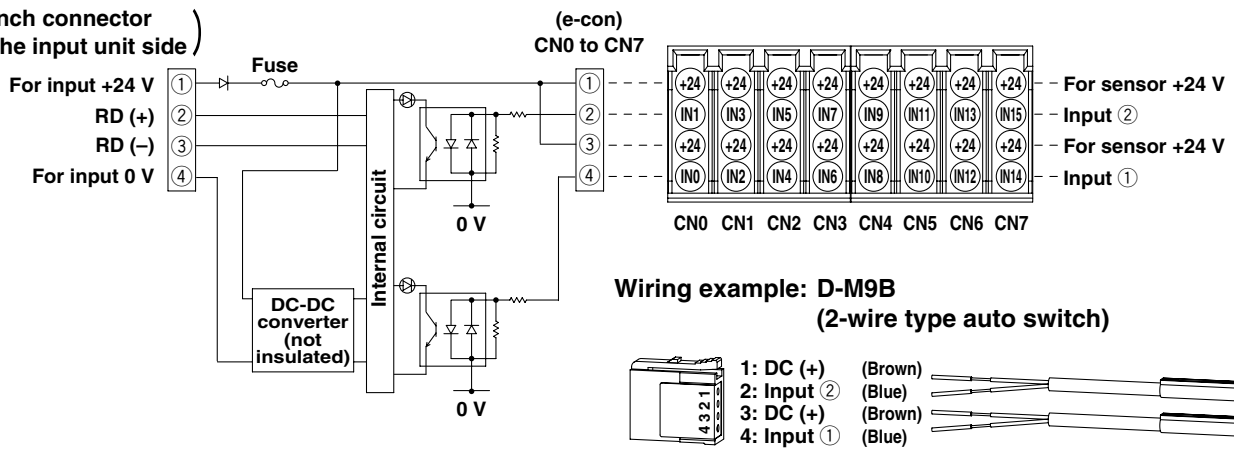 nch connector
he input unit side)
For input +24 V ①
RD (+) ②
RD (–) ③
For input 0 V ④
Fuse
DC-DC
converter
(not
insulated)
Internal circuit
0 V
0 V
(e-con)
CN0 to CN7
①
②
③
④
+24 +24 +24 +24 +24 +24 +24 +24 For sensor +24 V
IN1 IN3 IN5 IN7 IN9 IN11 IN13 IN15 Input ②
+24 +24 +24 +24 +24 +24 +24 +24 For sensor +24 V
IN0 IN2 IN4 IN6 IN8 IN10 IN12 IN14 Input ①
CN0 CN1 CN2 CN3 CN4 CN5 CN6 CN7
Wiring example: D-M9B
(2-wire type auto switch)
4 3 2 1
1: DC (+) (Brown)
2: Input ② (Blue)
3: DC (+) (Brown)
4: Input ① (Blue)